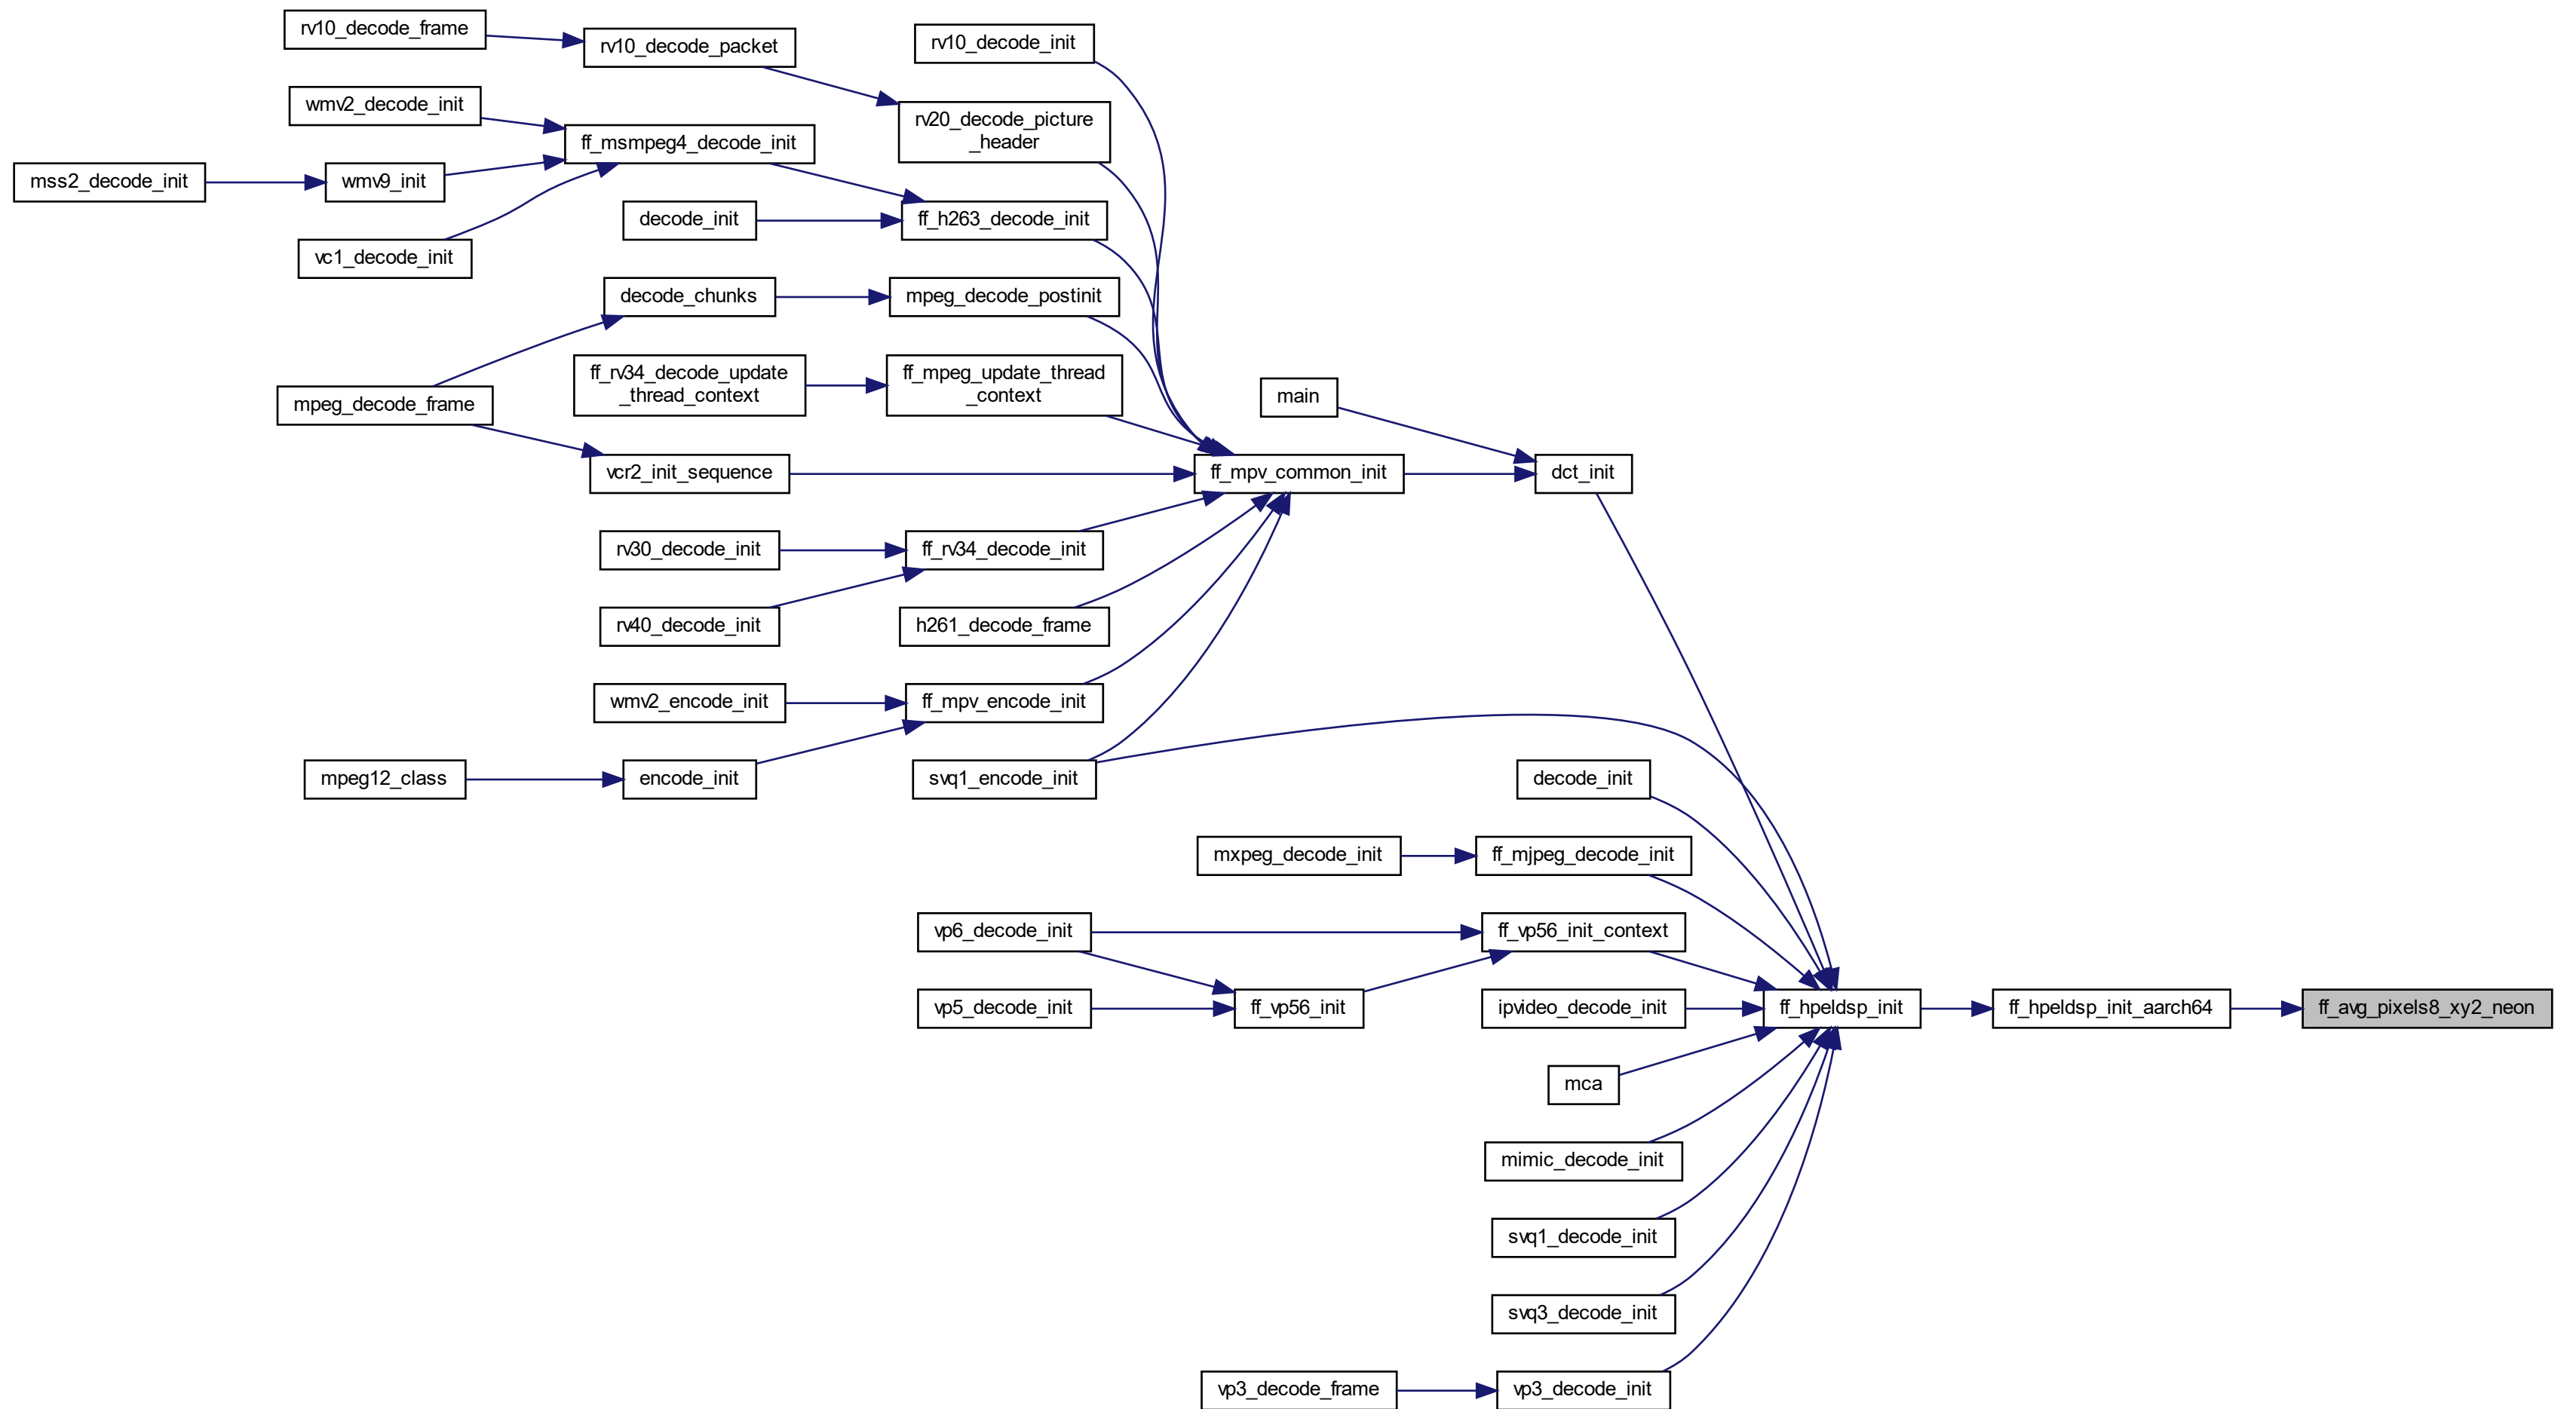 rv10_decode_frame
rv10_decode_packet
rv10_decode_init
wmv2_decode_init
rv20_decode_picture
_header
ff_msmpeg4_decode_init
mss2_decode_init
wmv9_init
decode_init
ff_h263_decode_init
vc1_decode_init
decode_chunks
mpeg_decode_postinit
ff_rv34_decode_update
_thread_context
ff_mpeg_update_thread
_context
mpeg_decode_frame
main
vcr2_init_sequence
ff_mpv_common_init
dct_init
rv30_decode_init
ff_rv34_decode_init
rv40_decode_init
h261_decode_frame
wmv2_encode_init
ff_mpv_encode_init
mpeg12_class
encode_init
svq1_encode_init
decode_init
mxpeg_decode_init
ff_mjpeg_decode_init
vp6_decode_init
ff_vp56_init_context
vp5_decode_init
ff_vp56_init
ipvideo_decode_init
ff_hpeldsp_init
ff_hpeldsp_init_aarch64
ff_avg_pixels8_xy2_neon
mca
mimic_decode_init
svq1_decode_init
svq3_decode_init
vp3_decode_frame
vp3_decode_init